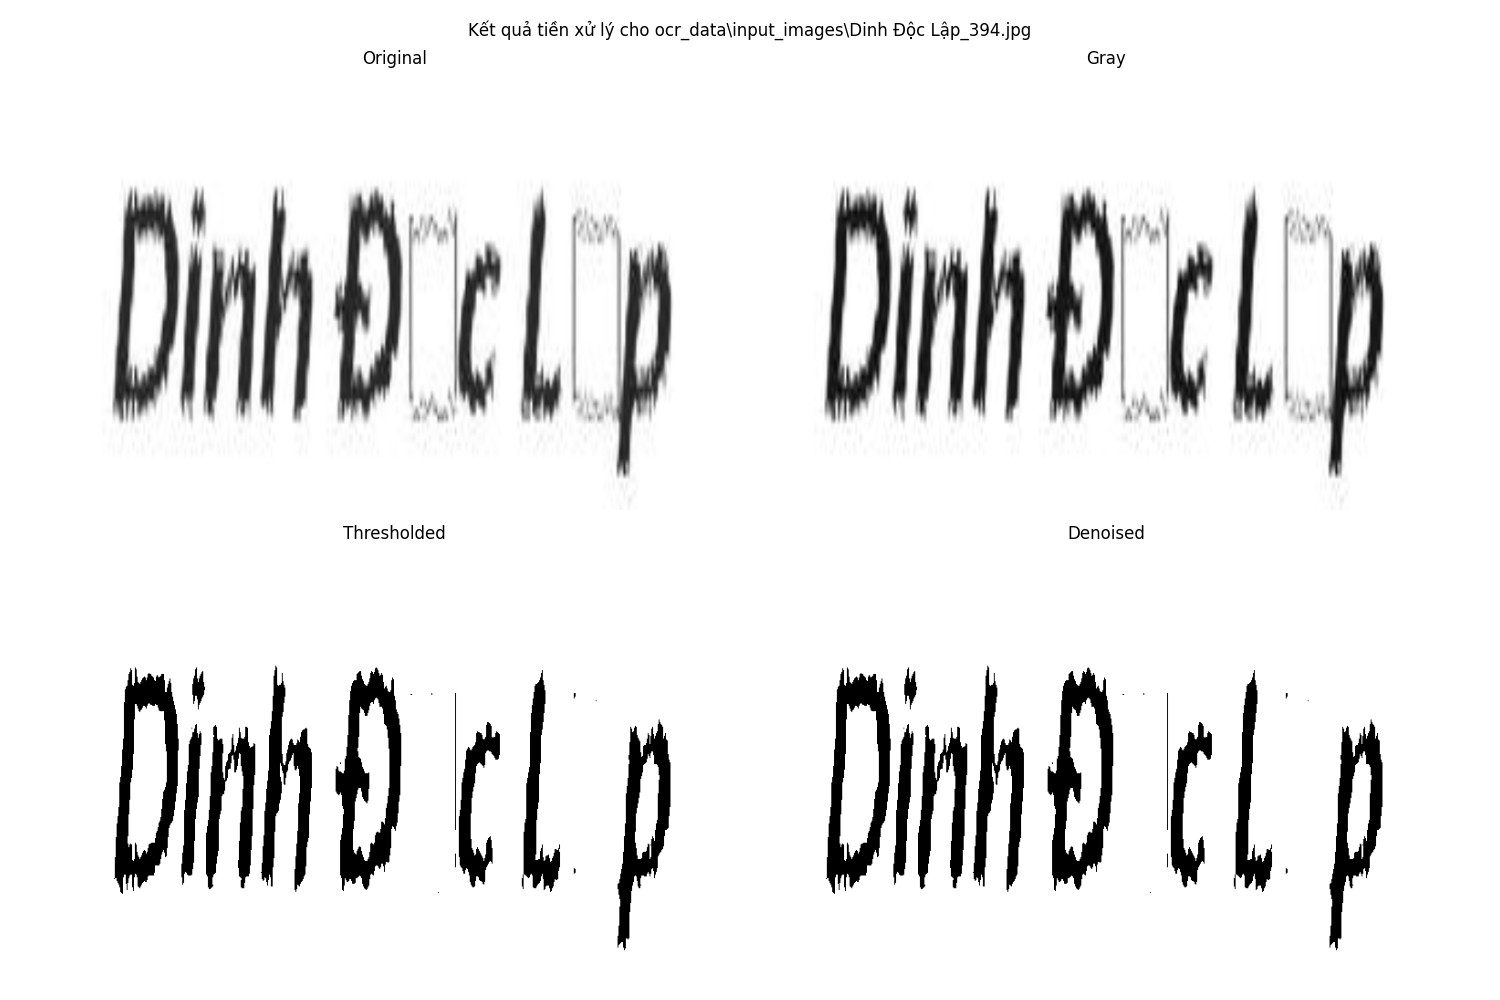 Kết quả tiền xử lý cho ocr_data\input_images\Dinh Độc Lập_394.jpg
Original
Gray
Dinh Đ□c L□p
Dinh Đ□c L□p
Thresholded
Denoised
Dinh Đ c L p
Dinh Đ c L p